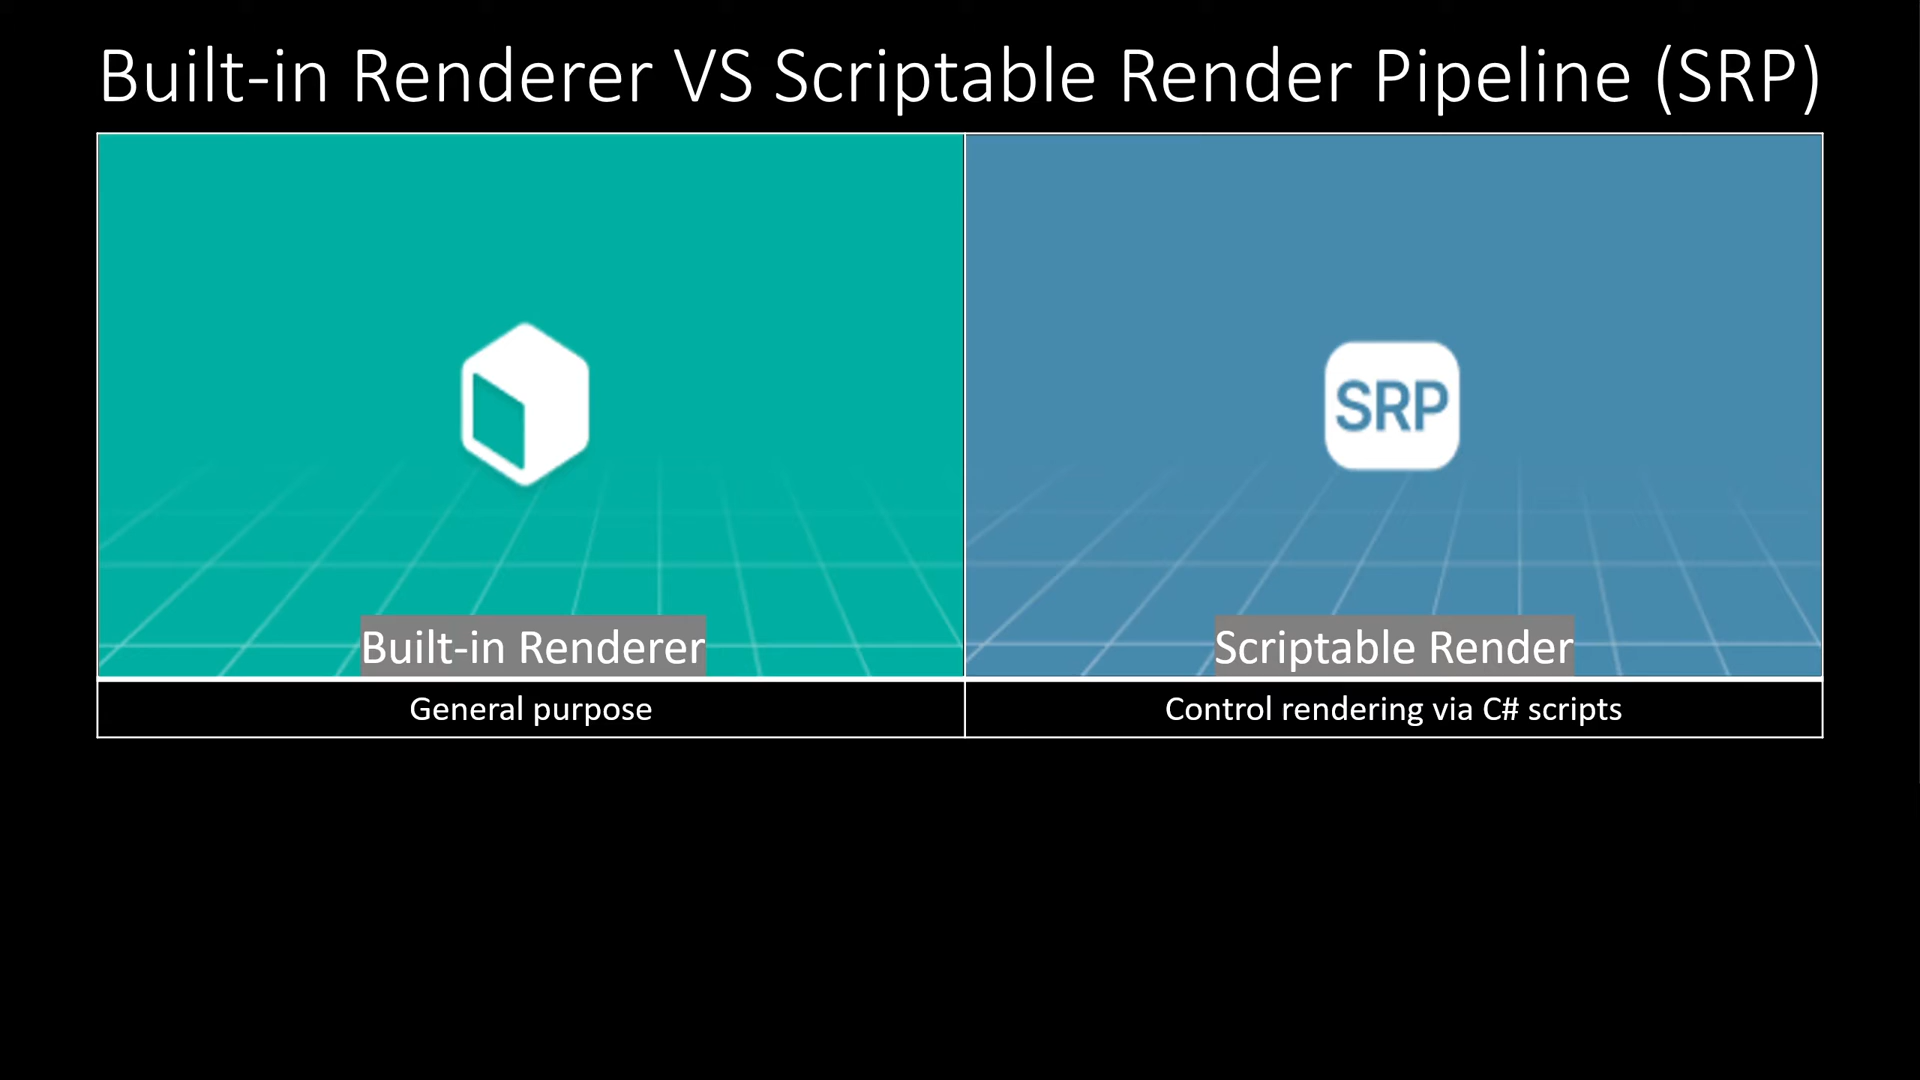 Built-in Renderer VS Scriptable Render Pipeline (SRP)
SRP
Built-in Renderer
Scriptable Render
General purpose
Control rendering via C# scripts